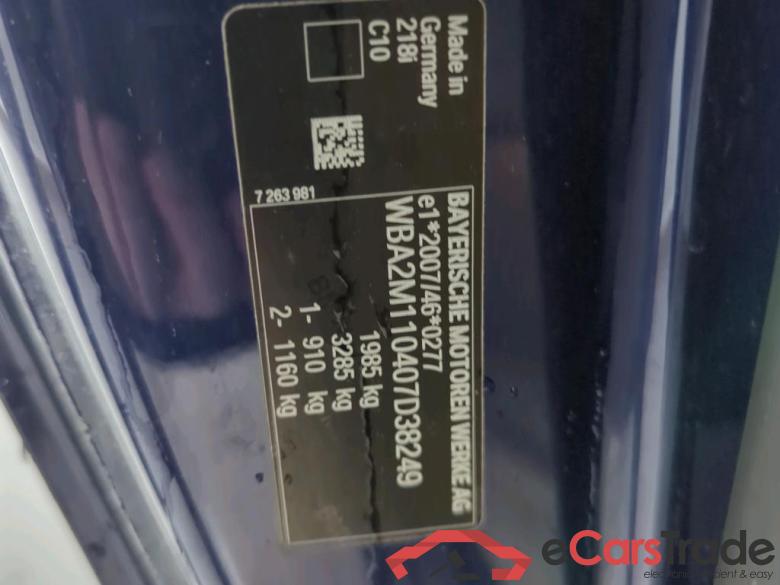 BAYERISCHE MOTOREN WERKE AG
e1*2007/46*0277
WBA2M110407D38249
1985 kg
3285 kg
1- 910 kg
2- 1160 kg
7 263 981
Made in
Germany
218i
C10
eCarsTrade